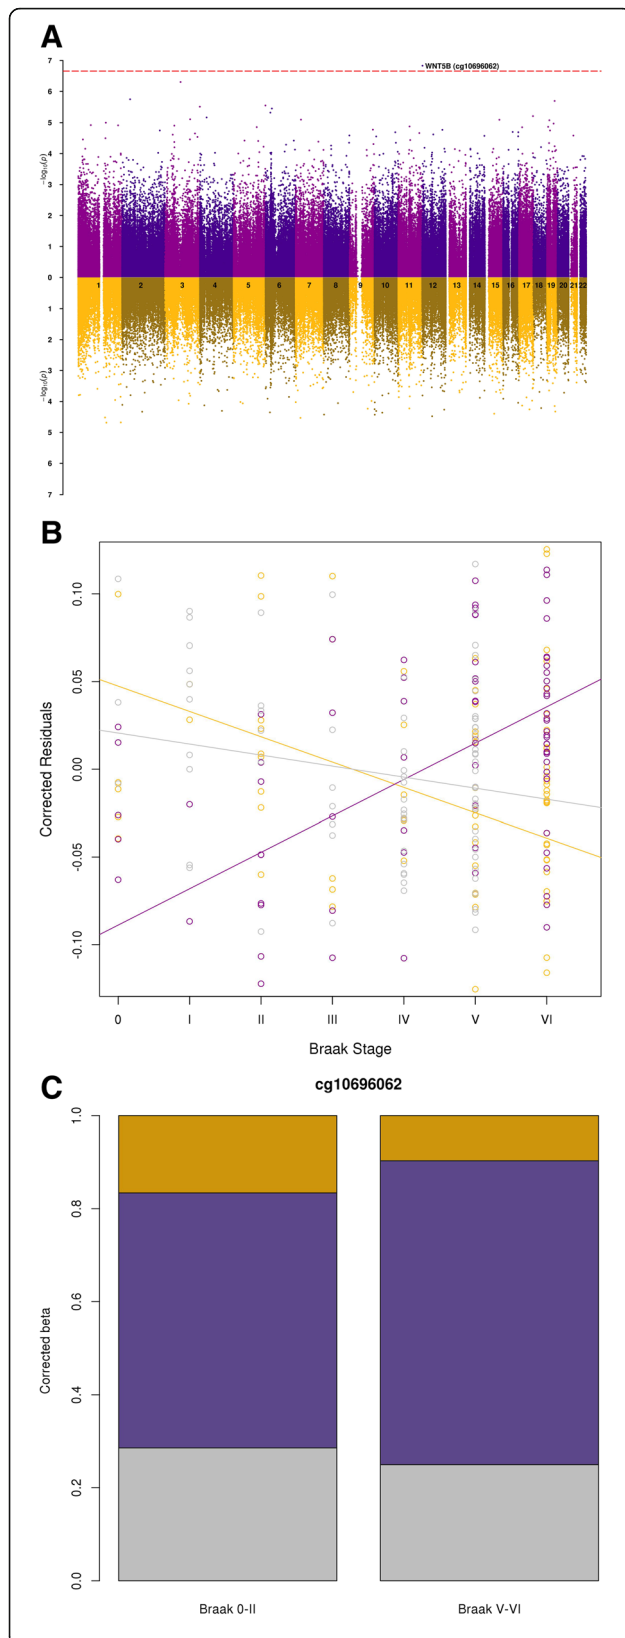 A
7
WNT5B (cg10696062)
6
5
4
−log10(p)
3
2
1
0
1 2 3 4 5 6 7 8 9 10 11 12 13 14 15 16 17 18 19 20 21 22
1
2
3
−log10(p)
4
5
6
7
B
0.10
0.05
0.00
-0.05
-0.10
Corrected Residuals
0 I II III IV V VI
Braak Stage
C
cg10696062
1.0
0.8
0.6
0.4
0.2
0.0
Corrected beta
Braak 0-II Braak V-VI